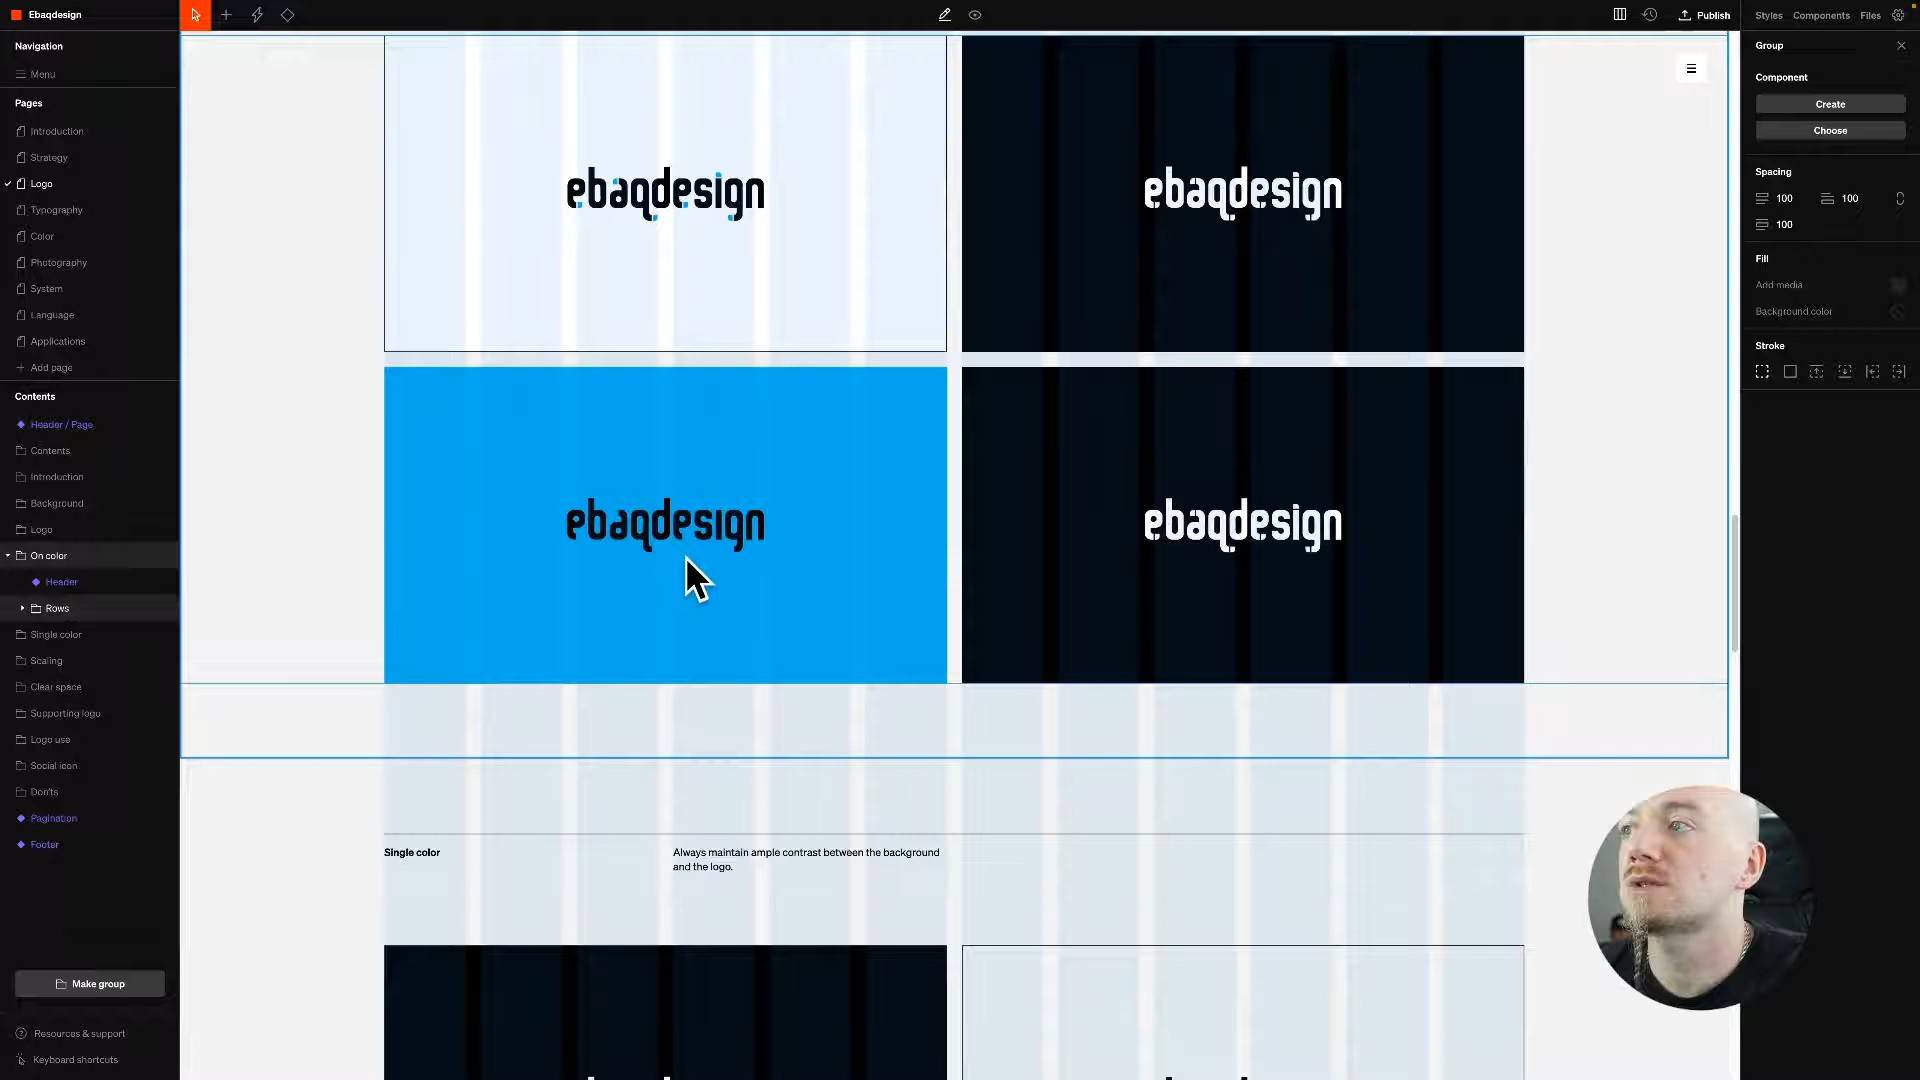 Ebaqdesign
Publish
Styles
Components
Files
Navigation
Menu
Pages
Introduction
Strategy
Logo
Typography
Color
Photography
System
Language
Applications
Add page
Contents
Header / Page
Contents
Introduction
Background
Logo
On color
Header
Rows
Single color
Scaling
Clear space
Supporting logo
Logo use
Social icon
Don'ts
Pagination
Footer
Make group
Resources & support
Keyboard shortcuts
ebaqdesign
ebaqdesign
ebaqdesign
ebaqdesign
Single color
Always maintain ample contrast between the background
and the logo.
Group
Component
Create
Choose
Spacing
100
100
100
Fill
Add media
Background color
Stroke